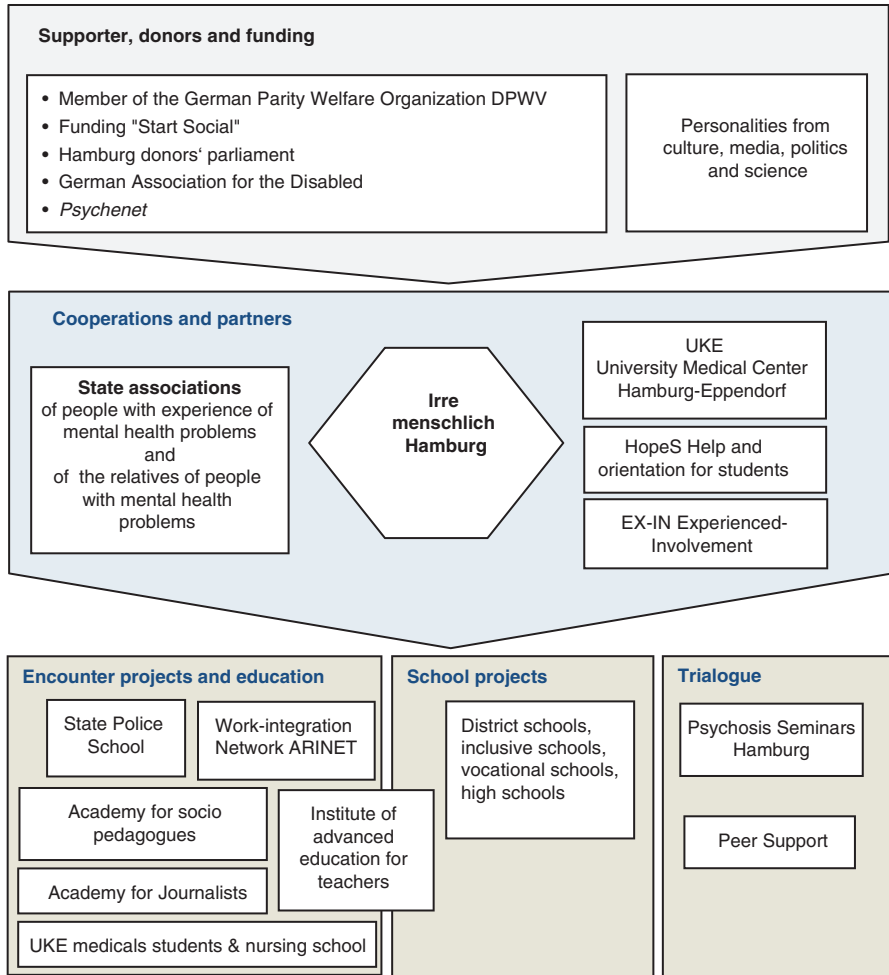 Supporter, donors and funding
• Member of the German Parity Welfare Organization DPWV
• Funding "Start Social"
• Hamburg donors‘ parliament
• German Association for the Disabled
• Psychenet
Personalities from
culture, media, politics
and science
Cooperations and partners
State associations
of people with experience of
mental health problems
and
of the relatives of people
with mental health
problems
Irre
menschlich
Hamburg
UKE
University Medical Center
Hamburg-Eppendorf
HopeS Help and
orientation for students
EX-IN Experienced-
Involvement
Encounter projects and education
State Police
School
Work-integration
Network ARINET
Academy for socio
pedagogues
Institute of
advanced
education for
teachers
Academy for Journalists
UKE medicals students & nursing school
School projects
District schools,
inclusive schools,
vocational schools,
high schools
Trialogue
Psychosis Seminars
Hamburg
Peer Support